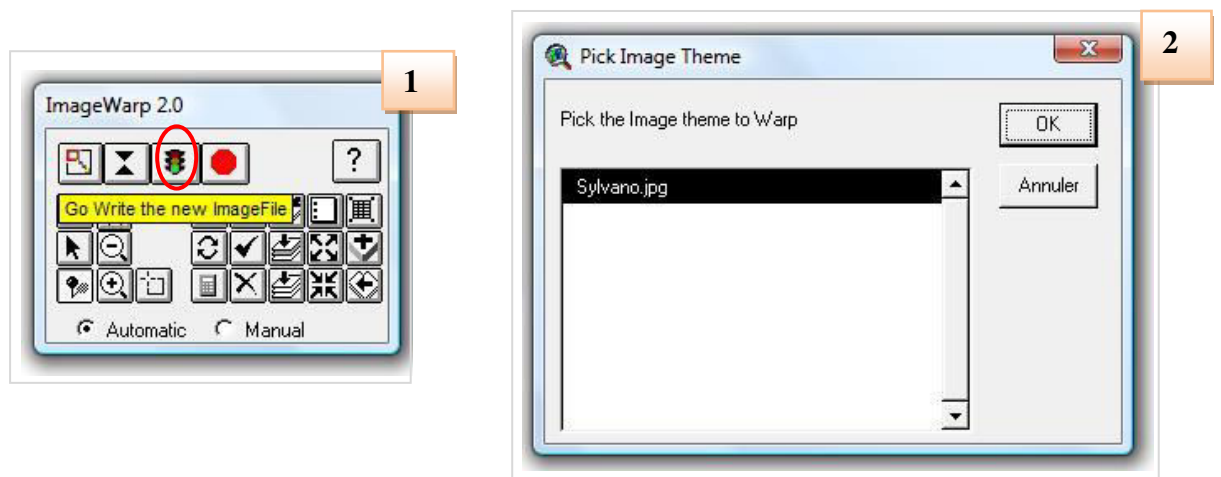 1
ImageWarp 2.0
?
Go Write the new ImageFile
Automatic Manual
2
Pick Image Theme
Pick the Image theme to Warp
OK
Sylvano.jpg
Annuler